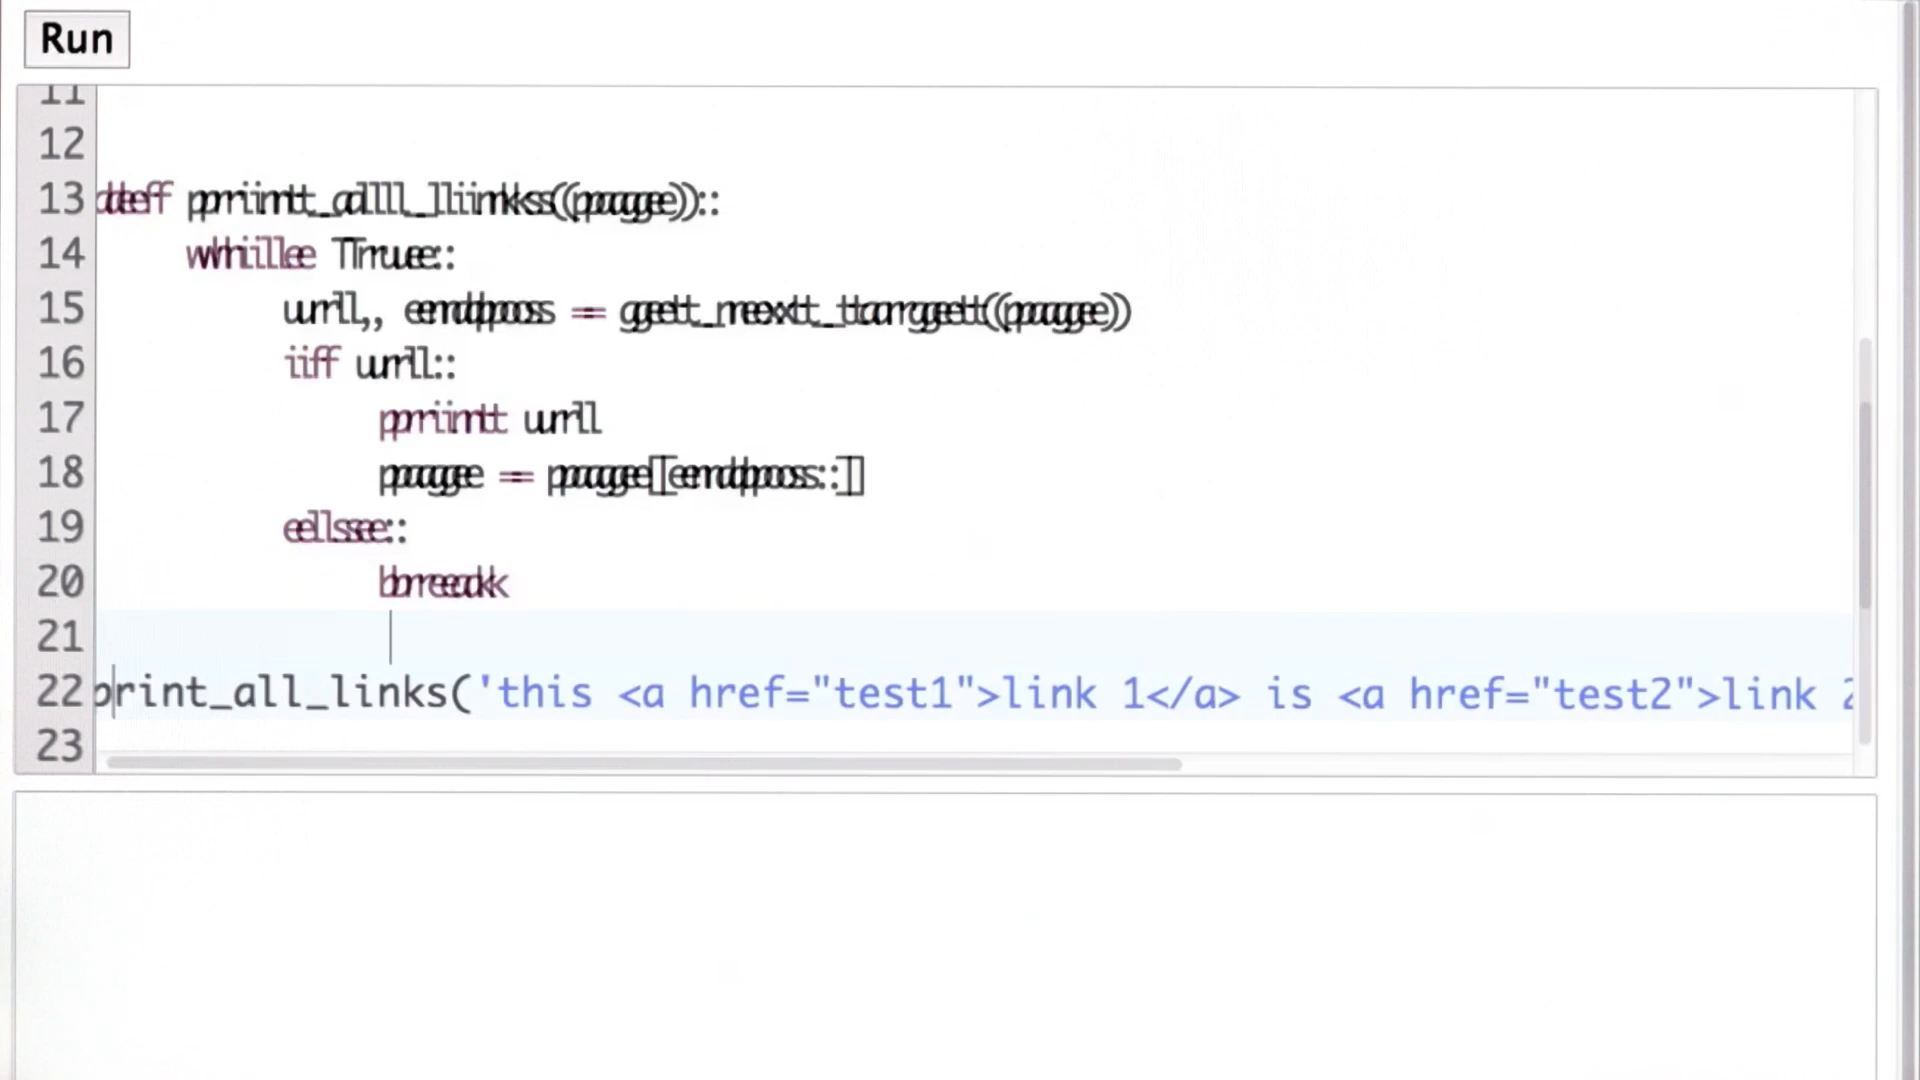 Run
11
12
13 def print_all_links(page):
14 while True:
15 url, endpos = get_next_target(page)
16 if url:
17 print url
18 page = page[endpos:]
19 else:
20 break
21
22 print_all_links('this <a href="test1">link 1</a> is <a href="test2">link 2
23